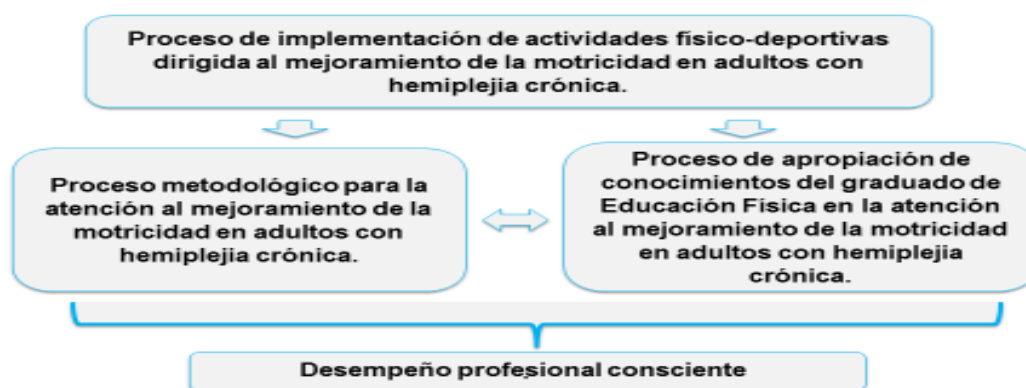 Proceso de implementación de actividades físico-deportivas
dirigida al mejoramiento de la motricidad en adultos con
hemiplejia crónica.
Proceso metodológico para la
atención al mejoramiento de la
motricidad en adultos con
hemiplejia crónica.
Proceso de apropiación de
conocimientos del graduado de
Educación Física en la atención
al mejoramiento de la motricidad
en adultos con hemiplejia
crónica.
Desempeño profesional consciente